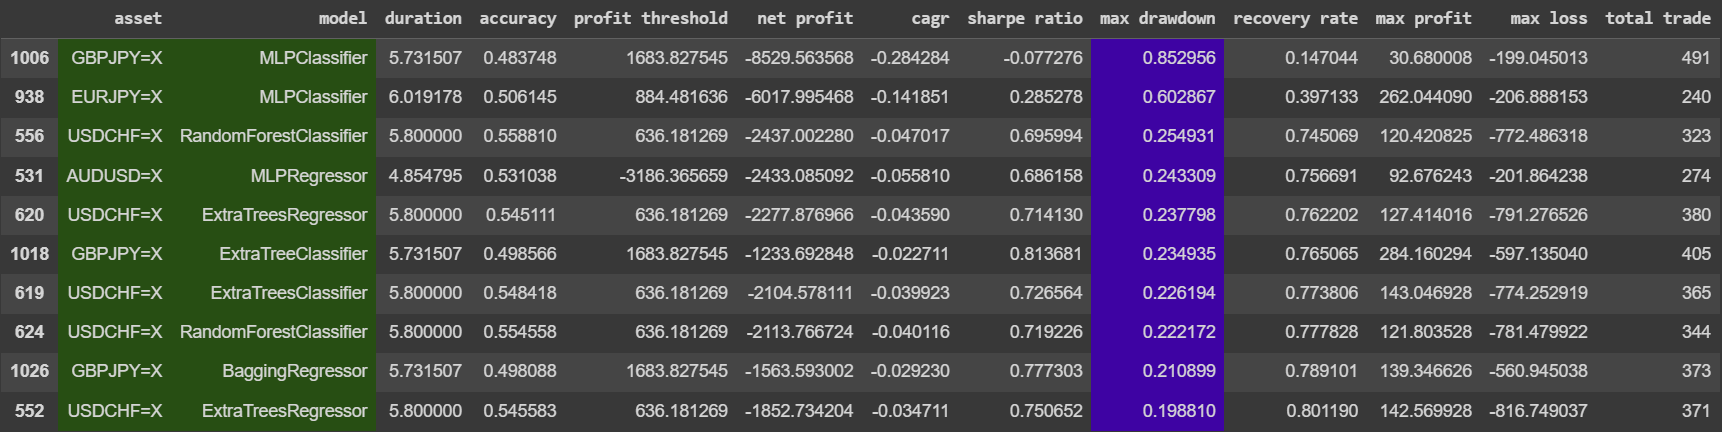 asset model duration accuracy profit threshold net profit cagr sharpe ratio max drawdown recovery rate max profit max loss total trade
1006 GBPJPY=X MLPClassifier 5.731507 0.483748 1683.827545 -8529.563568 -0.284284 -0.077276 0.852956 0.147044 30.680008 -199.045013 491
938 EURJPY=X MLPClassifier 6.019178 0.506145 884.481636 -6017.995468 -0.141851 0.285278 0.602867 0.397133 262.044090 -206.888153 240
556 USDCHF=X RandomForestClassifier 5.800000 0.558810 636.181269 -2437.002280 -0.047017 0.695994 0.254931 0.745069 120.420825 -772.486318 323
531 AUDUSD=X MLPRegressor 4.854795 0.531038 -3186.365659 -2433.085092 -0.055810 0.686158 0.243309 0.756691 92.676243 -201.864238 274
620 USDCHF=X ExtraTreesRegressor 5.800000 0.545111 636.181269 -2277.876966 -0.043590 0.714130 0.237798 0.762202 127.414016 -791.276526 380
1018 GBPJPY=X ExtraTreeClassifier 5.731507 0.498566 1683.827545 -1233.692848 -0.022711 0.813681 0.234935 0.765065 284.160294 -597.135040 405
619 USDCHF=X ExtraTreesClassifier 5.800000 0.548418 636.181269 -2104.578111 -0.039923 0.726564 0.226194 0.773806 143.046928 -774.252919 365
624 USDCHF=X RandomForestClassifier 5.800000 0.554558 636.181269 -2113.766724 -0.040116 0.719226 0.222172 0.777828 121.803528 -781.479922 344
1026 GBPJPY=X BaggingRegressor 5.731507 0.498088 1683.827545 -1563.593002 -0.029230 0.777303 0.210899 0.789101 139.346626 -560.945038 373
552 USDCHF=X ExtraTreesRegressor 5.800000 0.545583 636.181269 -1852.734204 -0.034711 0.750652 0.198810 0.801190 142.569928 -816.749037 371